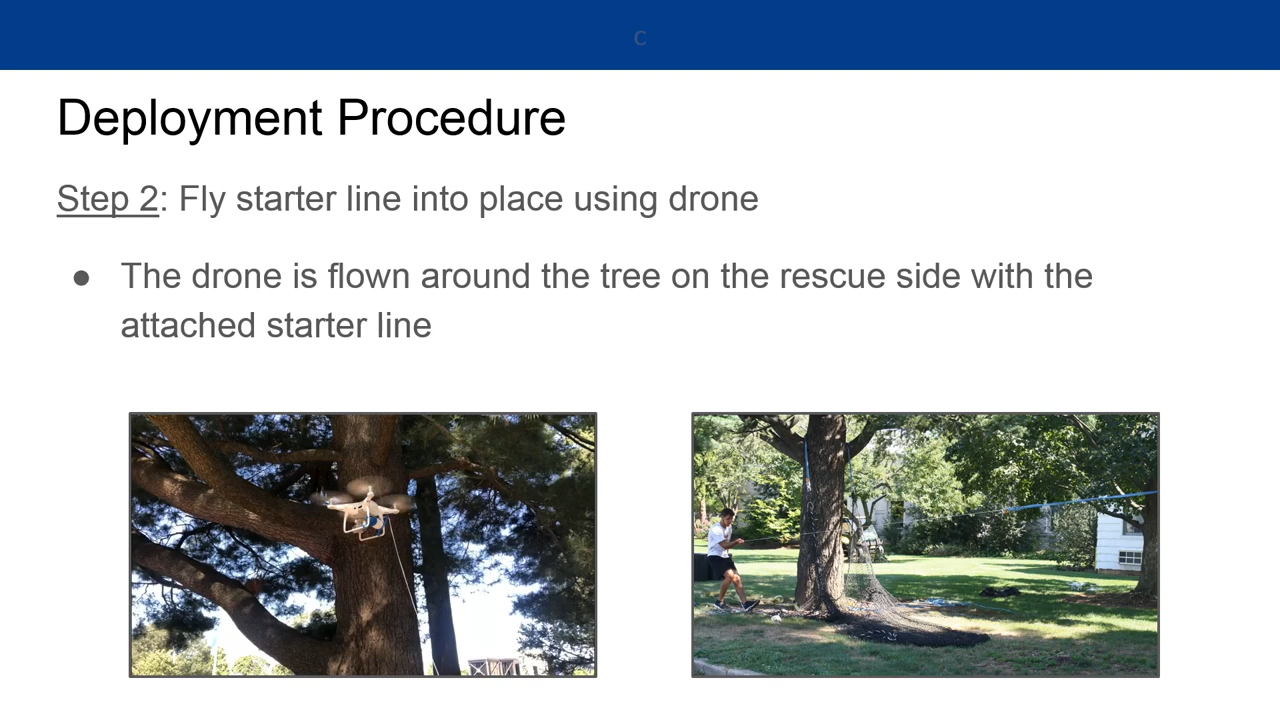 c
Deployment Procedure
Step 2: Fly starter line into place using drone
● The drone is flown around the tree on the rescue side with the
attached starter line